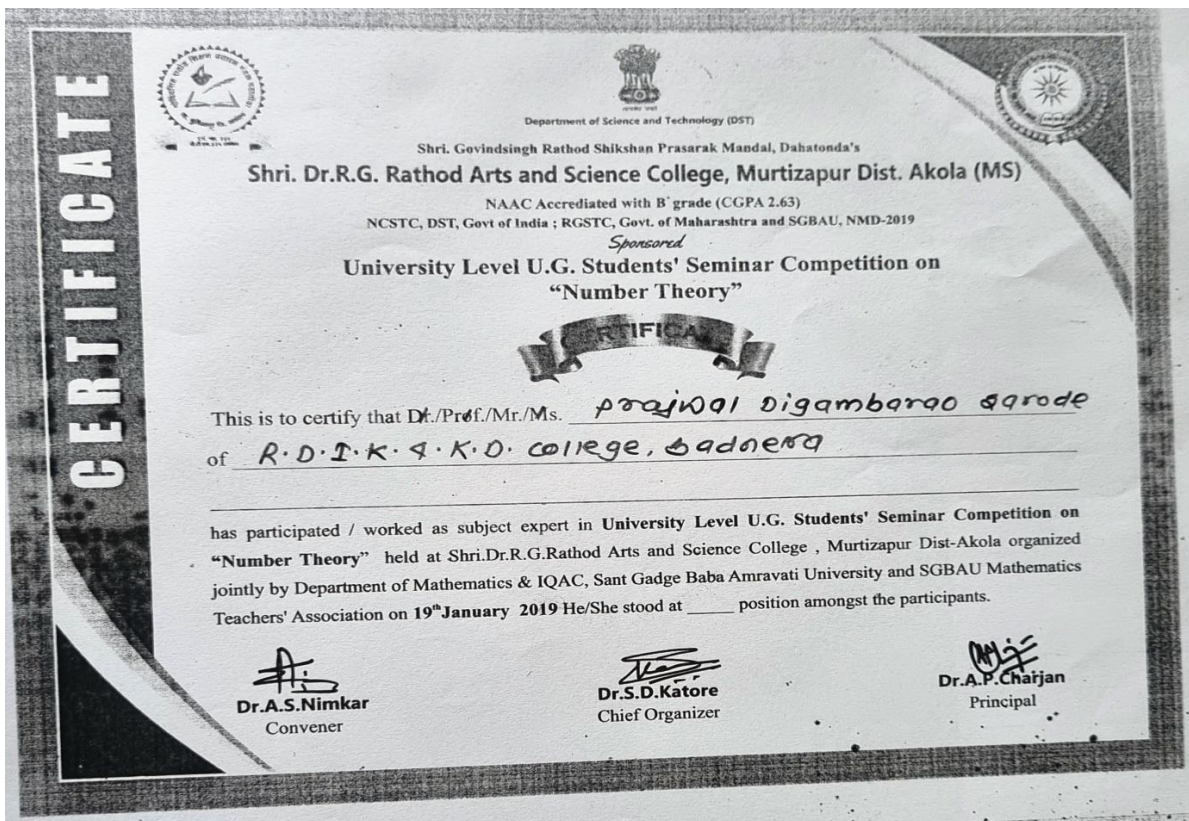 CERTIFICATE
Department of Science and Technology (DST)
Shri. Govindsingh Rathod Shikshan Prasarak Mandal, Dahatonda's
Shri. Dr.R.G. Rathod Arts and Science College, Murtizapur Dist. Akola (MS)
NAAC Accrediated with B+ grade (CGPA 2.63)
NCSTC, DST, Govt of India ; RGSTC, Govt. of Maharashtra and SGBAU, NMD-2019
Sponsored
University Level U.G. Students' Seminar Competition on
“Number Theory”
This is to certify that Dr./Prof./Mr./Ms. Prajwal Digambarao Sarode
of R.D.I.K. & K.D. College, Badnera
has participated / worked as subject expert in University Level U.G. Students' Seminar Competition on
“Number Theory” held at Shri.Dr.R.G.Rathod Arts and Science College , Murtizapur Dist-Akola organized
jointly by Department of Mathematics & IQAC, Sant Gadge Baba Amravati University and SGBAU Mathematics
Teachers' Association on 19th January 2019 He/She stood at _____ position amongst the participants.
Dr.A.S.Nimkar
Convener
Dr.S.D.Katore
Chief Organizer
Dr.A.P.Charjan
Principal